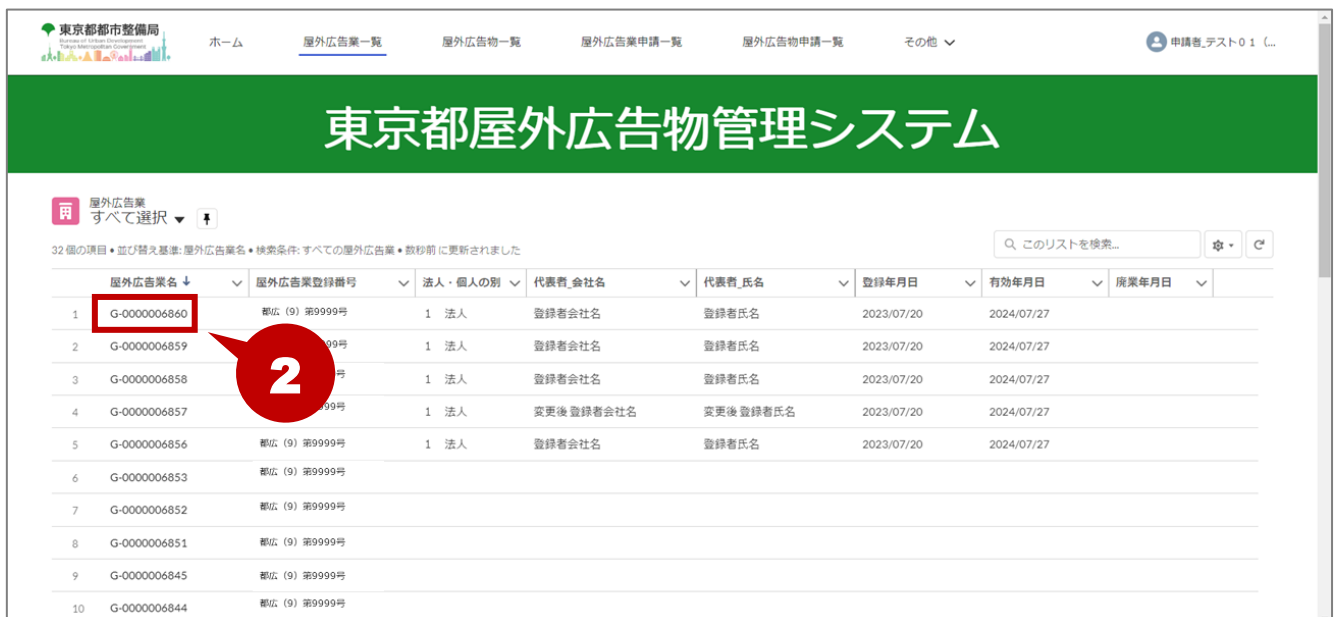 東京都都市整備局
Bureau of Urban Development
Tokyo Metropolitan Government
ホーム 屋外広告業一覧 屋外広告物一覧 屋外広告業申請一覧 屋外広告物申請一覧 その他 申請者_テスト01(...
東京都屋外広告物管理システム
屋外広告業
すべて選択
32 個の項目 • 並び替え基準: 屋外広告業名 • 検索条件: すべての屋外広告業 • 数秒前 に更新されました
このリストを検索...
屋外広告業名 ↓ 屋外広告業登録番号 法人・個人の別 代表者_会社名 代表者_氏名 登録年月日 有効年月日 廃業年月日
1 G-0000006860 都広(9)第9999号 1 法人 登録者会社名 登録者氏名 2023/07/20 2024/07/27
2 G-0000006859 99号 1 法人 登録者会社名 登録者氏名 2023/07/20 2024/07/27
2
3 G-0000006858 号 1 法人 登録者会社名 登録者氏名 2023/07/20 2024/07/27
4 G-0000006857 999号 1 法人 変更後 登録者会社名 変更後 登録者氏名 2023/07/20 2024/07/27
5 G-0000006856 都広(9)第9999号 1 法人 登録者会社名 登録者氏名 2023/07/20 2024/07/27
6 G-0000006853 都広(9)第9999号
7 G-0000006852 都広(9)第9999号
8 G-0000006851 都広(9)第9999号
9 G-0000006845 都広(9)第9999号
10 G-0000006844 都広(9)第9999号